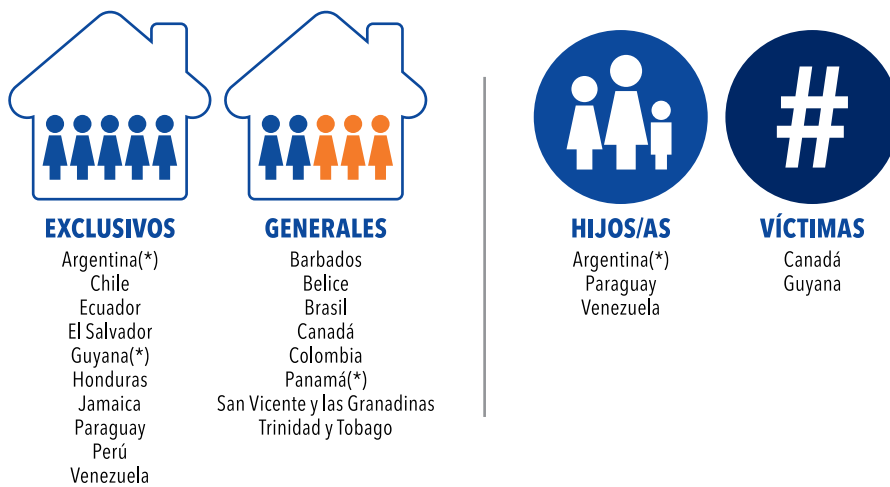 EXCLUSIVOS
Argentina(*)
Chile
Ecuador
El Salvador
Guyana(*)
Honduras
Jamaica
Paraguay
Perú
Venezuela
GENERALES
Barbados
Belice
Brasil
Canadá
Colombia
Panamá(*)
San Vicente y las Granadinas
Trinidad y Tobago
HIJOS/AS
Argentina(*)
Paraguay
Venezuela
#
VÍCTIMAS
Canadá
Guyana